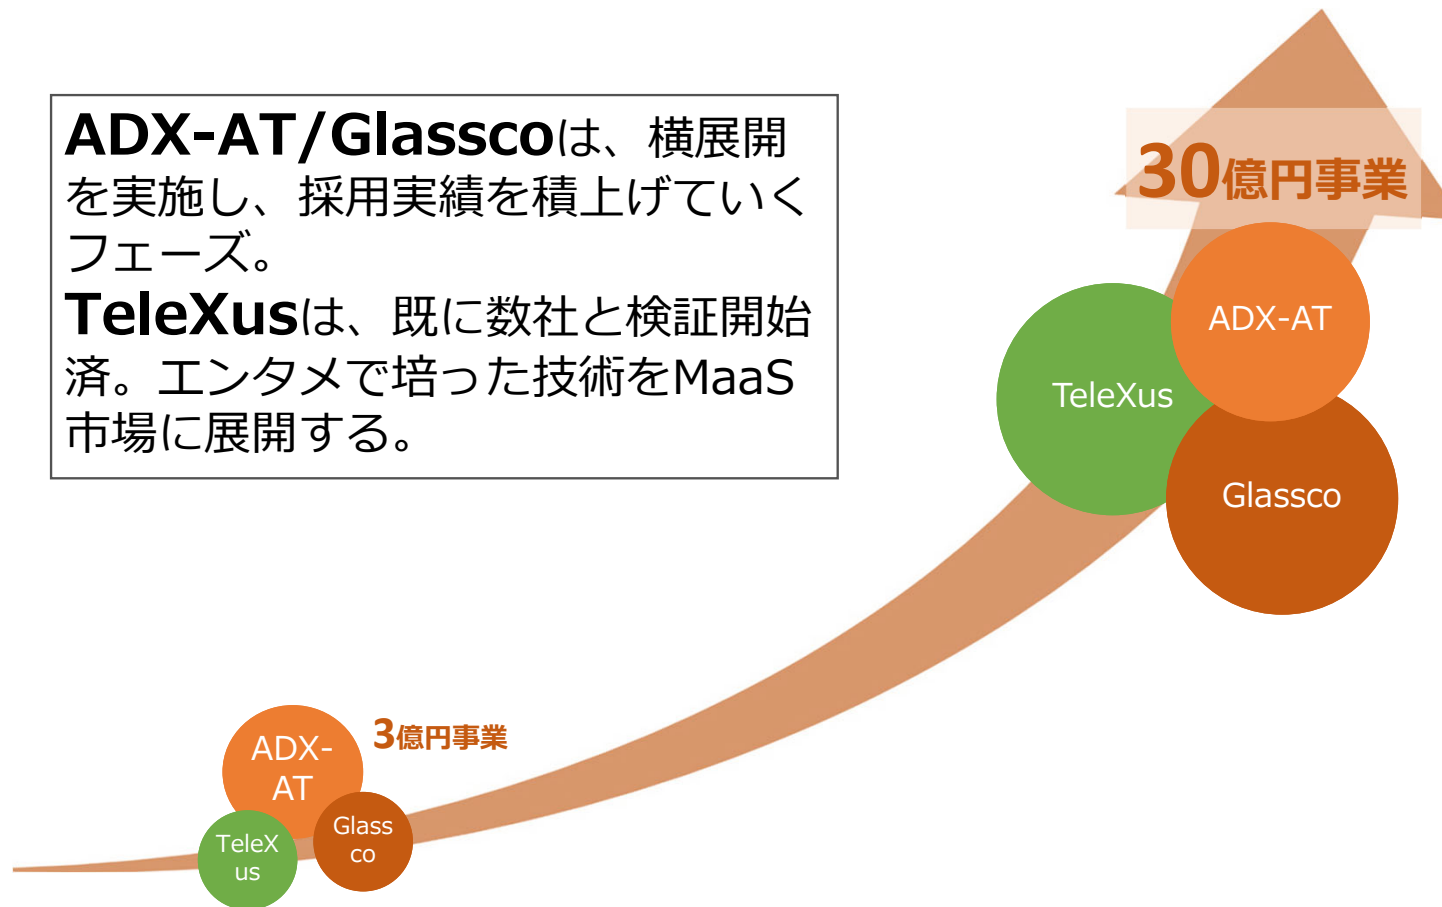 ADX-AT/Glasscoは、横展開
を実施し、採用実績を積上げていく
フェーズ。
TeleXusは、既に数社と検証開始
済。エンタメで培った技術をMaaS
市場に展開する。
30億円事業
ADX-AT
TeleXus
Glassco
3億円事業
ADX-
AT
Glass
co
TeleX
us